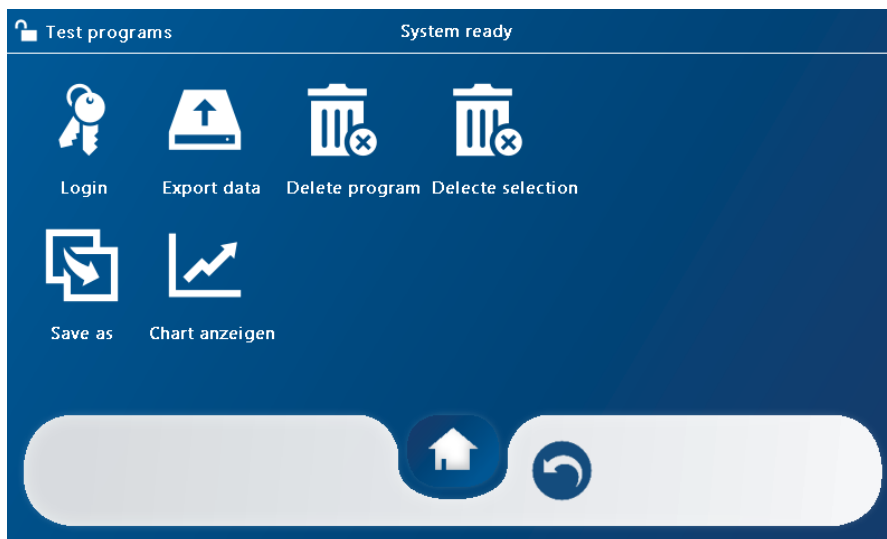 Test programs System ready
Login Export data Delete program Delecte selection
Save as Chart anzeigen